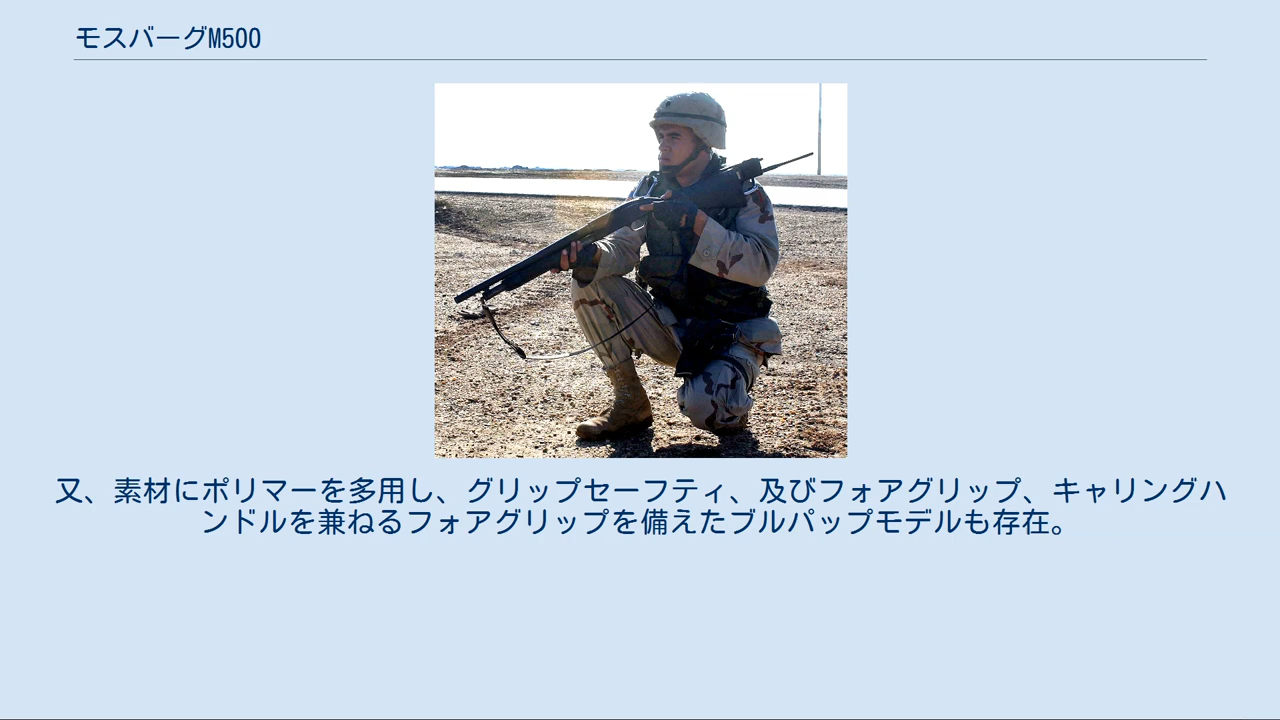 モスバーグM500
又、素材にポリマーを多用し、グリップセーフティ、及びフォアグリップ、キャリングハ
ンドルを兼ねるフォアグリップを備えたブルパップモデルも存在。